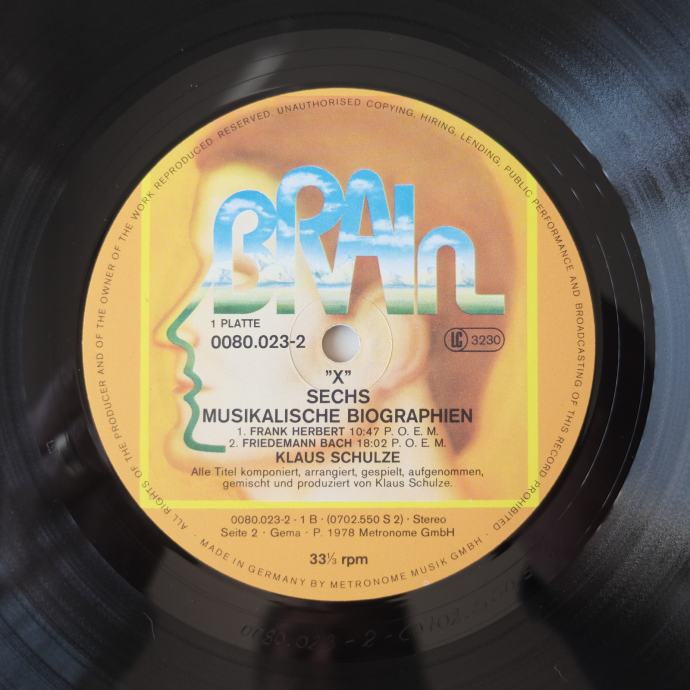 ALL RIGHTS OF THE PRODUCER AND OF THE OWNER OF THE WORK REPRODUCED RESERVED. UNAUTHORISED COPYING, HIRING, LENDING, PUBLIC PERFORMANCE AND BROADCASTING OF THIS RECORD PROHIBITED
BRAIN
1 PLATTE
0080.023-2
LC 3230
"X"
SECHS
MUSIKALISCHE BIOGRAPHIEN
1. FRANK HERBERT 10:47 P. O. E. M.
2. FRIEDEMANN BACH 18:02 P. O. E. M.
KLAUS SCHULZE
Alle Titel komponiert, arrangiert, gespielt, aufgenommen,
gemischt und produziert von Klaus Schulze.
0080.023-2 · 1 B · (0702.550 S 2) · Stereo
Seite 2 · Gema · P. 1978 Metronome GmbH
33⅓ rpm
· MADE IN GERMANY BY METRONOME MUSIK GMBH ·